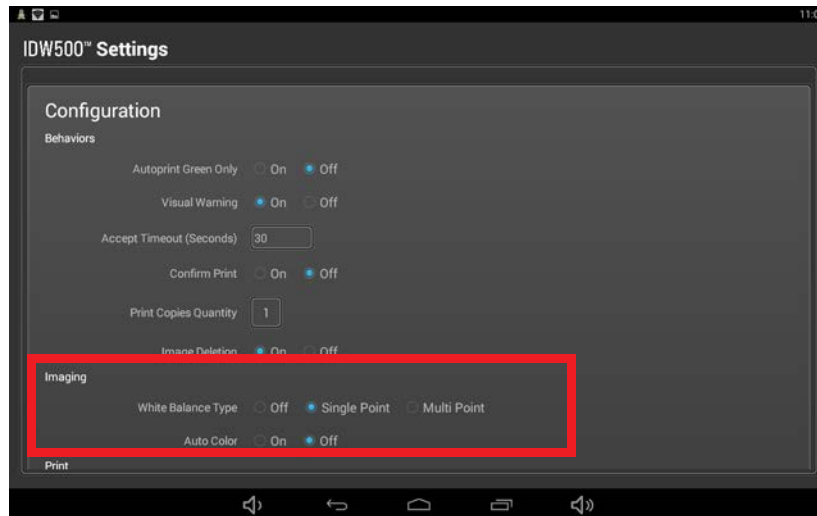 11:0
IDW500™ Settings
Configuration
Behaviors
Autoprint Green Only On Off
Visual Warning On Off
Accept Timeout (Seconds) 30
Confirm Print On Off
Print Copies Quantity 1
Image Deletion On Off
Imaging
White Balance Type Off Single Point Multi Point
Auto Color On Off
Print